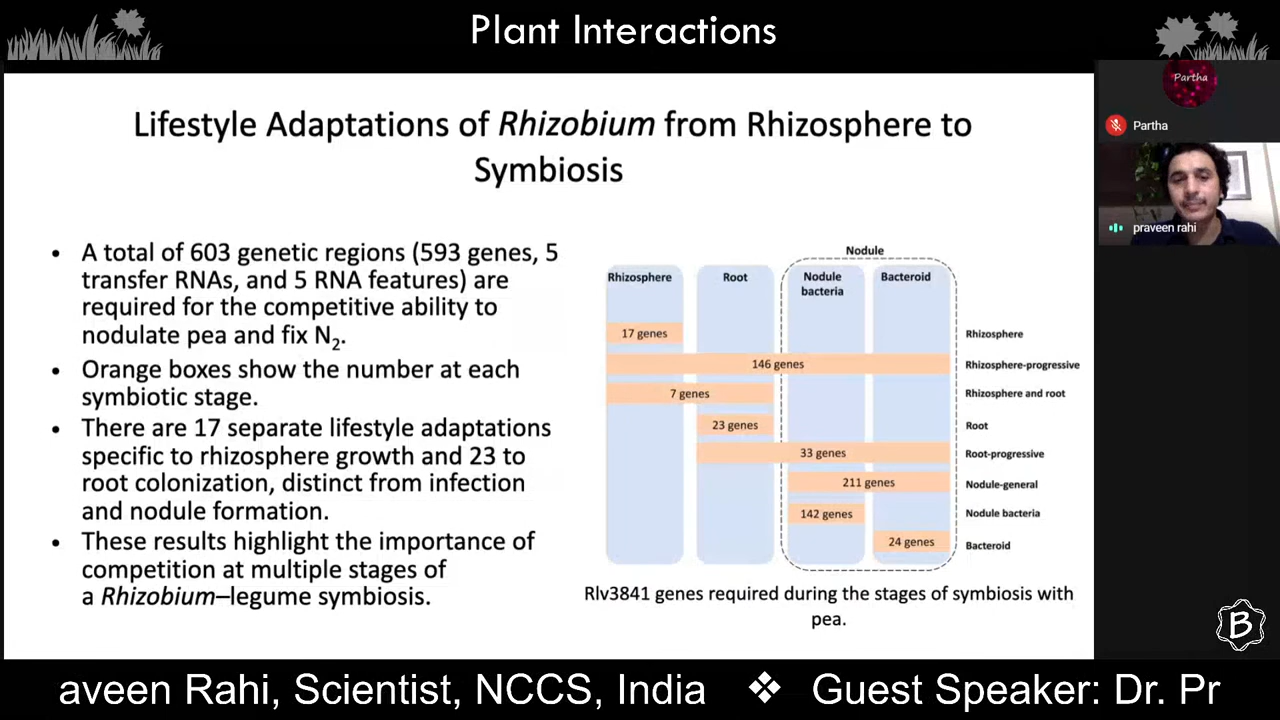 Plant Interactions
Lifestyle Adaptations of Rhizobium from Rhizosphere to
Symbiosis
• A total of 603 genetic regions (593 genes, 5
transfer RNAs, and 5 RNA features) are
required for the competitive ability to
nodulate pea and fix N2.
• Orange boxes show the number at each
symbiotic stage.
• There are 17 separate lifestyle adaptations
specific to rhizosphere growth and 23 to
root colonization, distinct from infection
and nodule formation.
• These results highlight the importance of
competition at multiple stages of
a Rhizobium–legume symbiosis.
Nodule
Rhizosphere Root Nodule Bacteroid
bacteria
17 genes Rhizosphere
146 genes Rhizosphere-progressive
7 genes Rhizosphere and root
23 genes Root
33 genes Root-progressive
211 genes Nodule-general
142 genes Nodule bacteria
24 genes Bacteroid
Rlv3841 genes required during the stages of symbiosis with
pea.
Partha
Partha
praveen rahi
B
aveen Rahi, Scientist, NCCS, India ❖ Guest Speaker: Dr. Pr